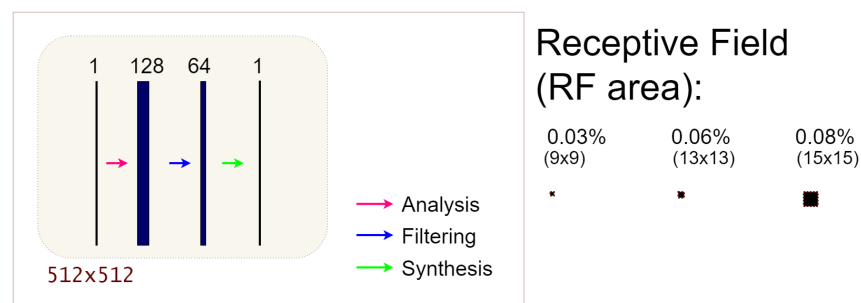 1 128 64 1
512x512
Analysis
Filtering
Synthesis
Receptive Field
(RF area):
0.03% 0.06% 0.08%
(9x9) (13x13) (15x15)